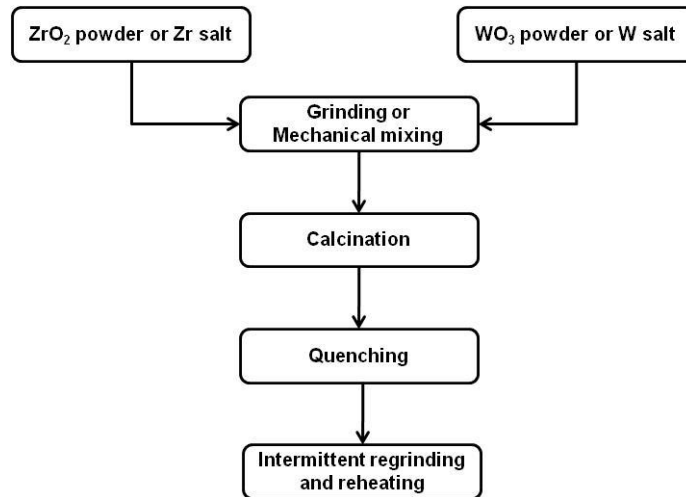 ZrO₂ powder or Zr salt
WO₃ powder or W salt
Grinding or
Mechanical mixing
Calcination
Quenching
Intermittent regrinding
and reheating